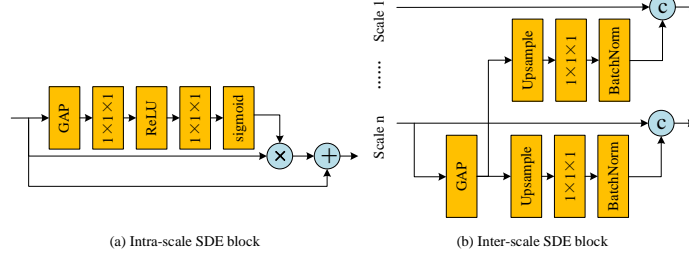 GAP
1×1×1
ReLU
1×1×1
sigmoid
×
+
(a) Intra-scale SDE block
Scale 1
......
Scale n
Upsample
1×1×1
BatchNorm
c
GAP
Upsample
1×1×1
BatchNorm
c
(b) Inter-scale SDE block